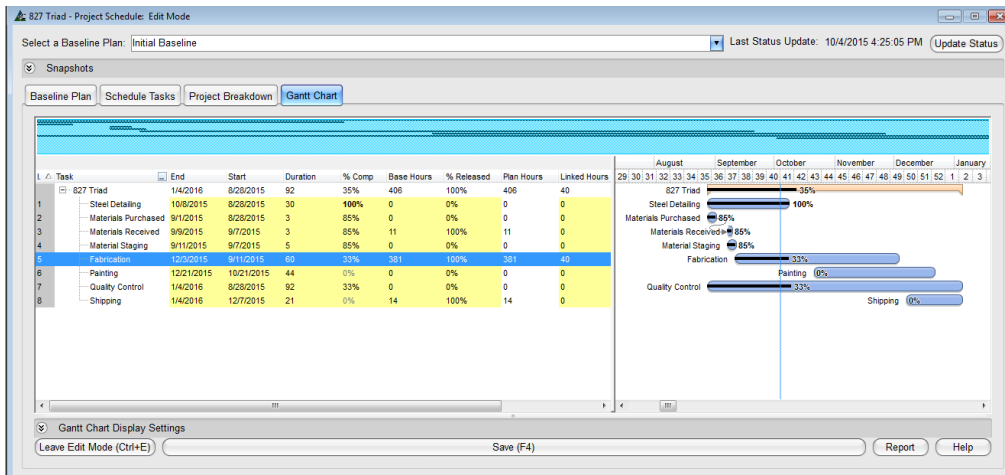 827 Triad - Project Schedule: Edit Mode
Select a Baseline Plan: Initial Baseline Last Status Update: 10/4/2015 4:25:05 PM Update Status
Snapshots
Baseline Plan Schedule Tasks Project Breakdown Gantt Chart
August September October November December January
I. Task End Start Duration % Comp Base Hours % Released Plan Hours Linked Hours 29 30 31 32 33 34 35 36 37 38 39 40 41 42 43 44 45 46 47 48 49 50 51 52 1 2 3
827 Triad 1/4/2016 8/28/2015 92 35% 406 100% 406 40 827 Triad 35%
1 Steel Detailing 10/8/2015 8/28/2015 30 100% 0 0% 0 0 Steel Detailing 100%
2 Materials Purchased 9/1/2015 8/28/2015 3 85% 0 0% 0 0 Materials Purchased 85%
3 Materials Received 9/9/2015 9/7/2015 3 85% 11 100% 11 0 Materials Received 85%
4 Material Staging 9/11/2015 9/7/2015 5 85% 0 0% 0 0 Material Staging 85%
5 Fabrication 12/3/2015 9/11/2015 60 33% 381 100% 381 40 Fabrication 33%
6 Painting 12/21/2015 10/21/2015 44 0% 0 0% 0 0 Painting 0%
7 Quality Control 1/4/2016 8/28/2015 92 33% 0 0% 0 0 Quality Control 33%
8 Shipping 1/4/2016 12/7/2015 21 0% 14 100% 14 0 Shipping 0%
Gantt Chart Display Settings
Leave Edit Mode (Ctrl+E) Save (F4) Report Help